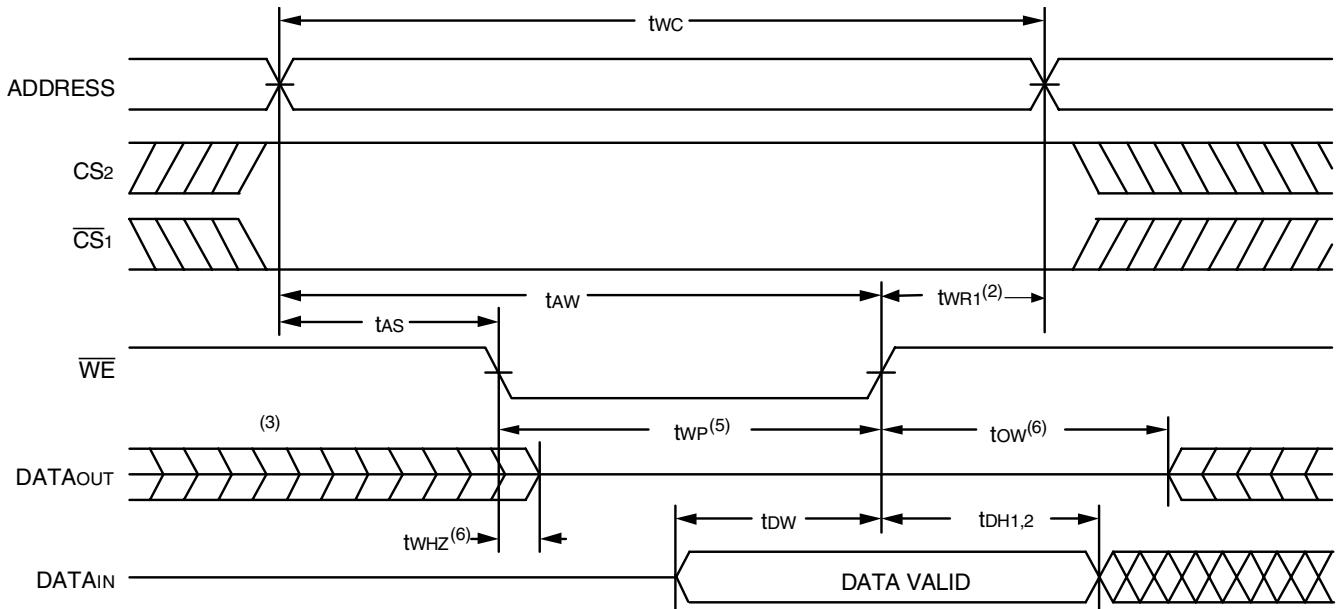 tWC
ADDRESS
CS2
CS1
tAW
tWR1(2)
tAS
WE
(3)
tWP(5)
tOW(6)
DATAOUT
tDW
tDH1,2
tWHZ(6)
DATAIN
DATA VALID